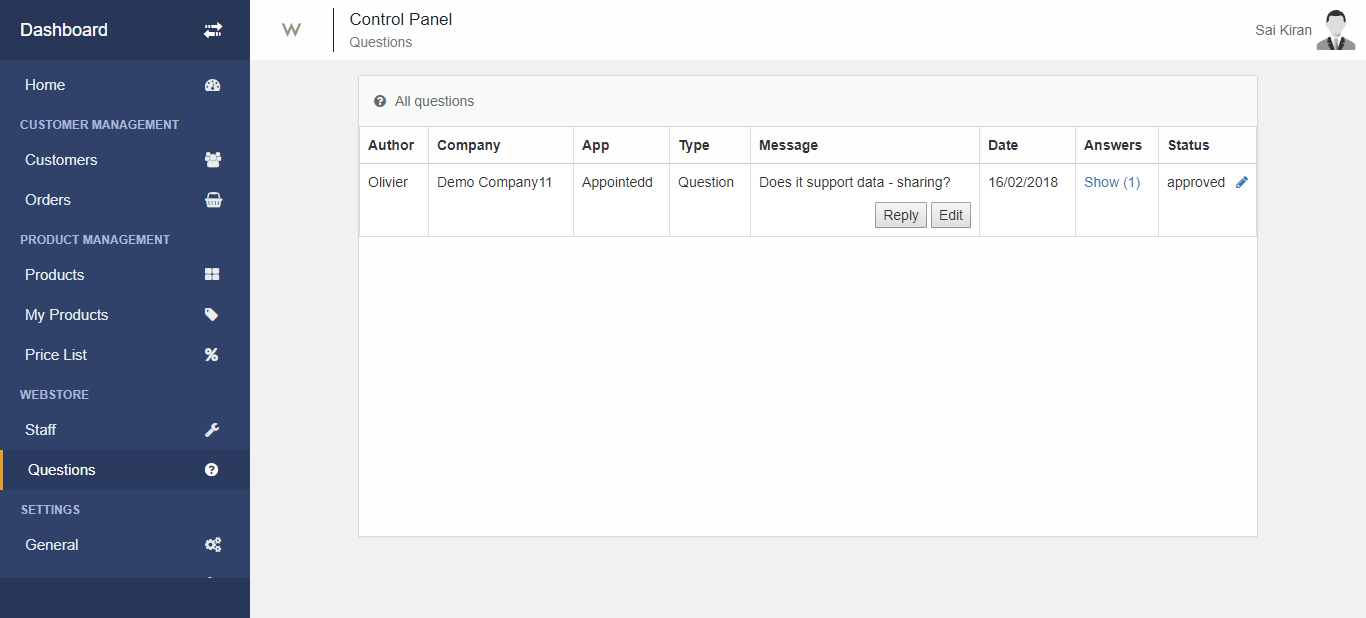 Dashboard
Home
CUSTOMER MANAGEMENT
Customers
Orders
PRODUCT MANAGEMENT
Products
My Products
Price List
WEBSTORE
Staff
Questions
SETTINGS
General
W
Control Panel
Questions
Sai Kiran
All questions
Author Company App Type Message Date Answers Status
Olivier Demo Company11 Appointedd Question Does it support data - sharing? 16/02/2018 Show (1) approved
Reply Edit